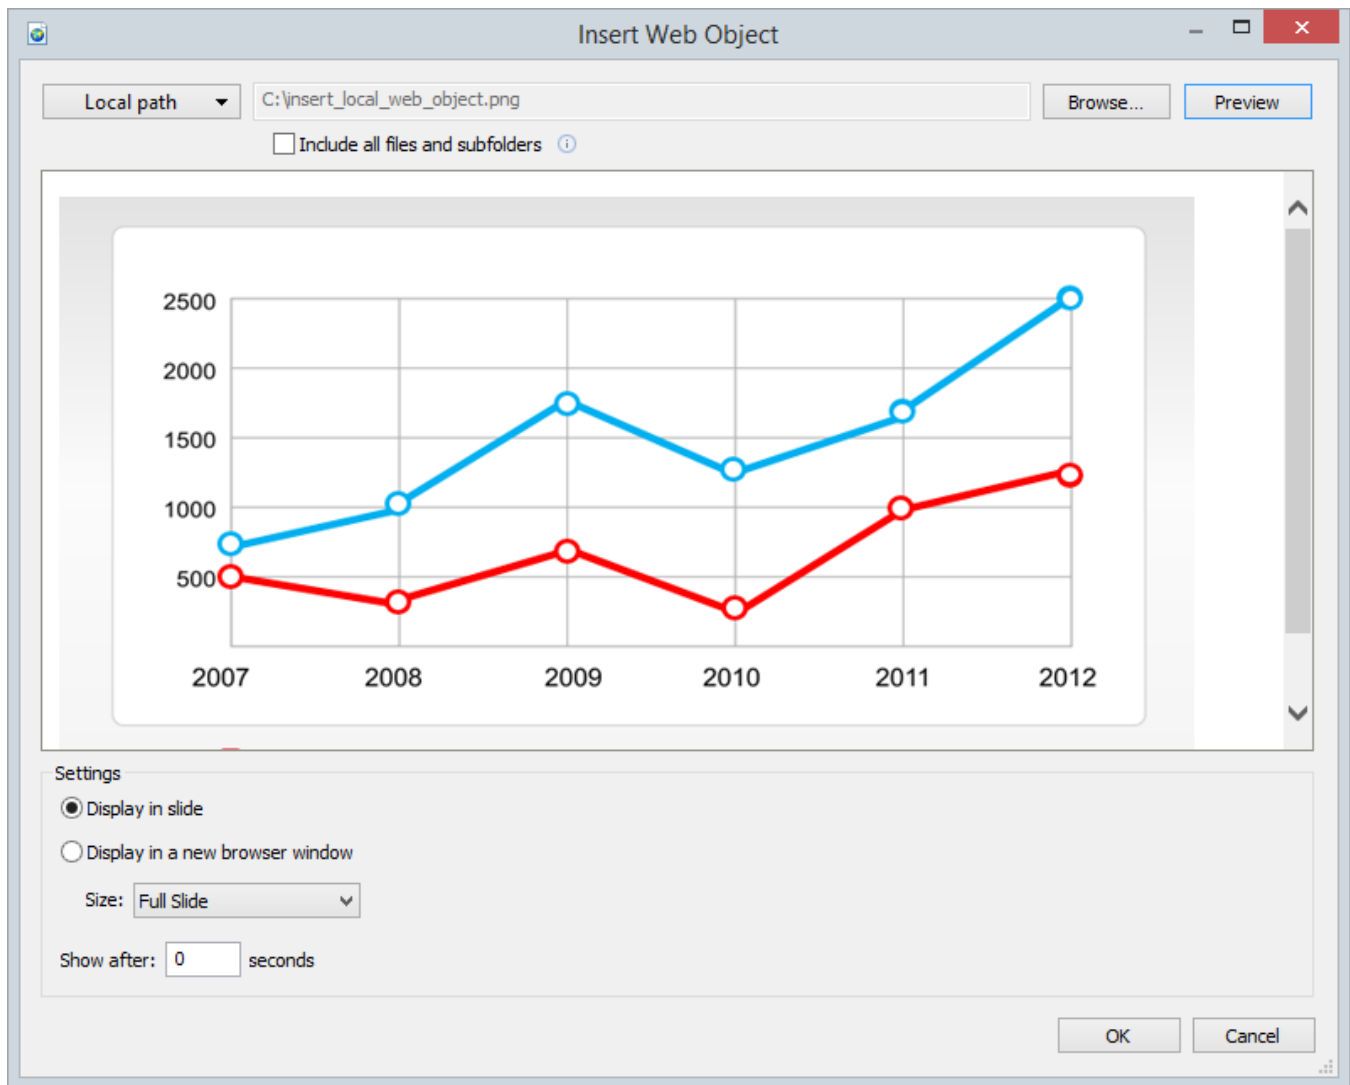 Insert Web Object
Local path C:\insert_local_web_object.png Browse... Preview
Include all files and subfolders
2500
2000
1500
1000
500
2007 2008 2009 2010 2011 2012
Settings
Display in slide
Display in a new browser window
Size: Full Slide
Show after: 0 seconds
OK Cancel